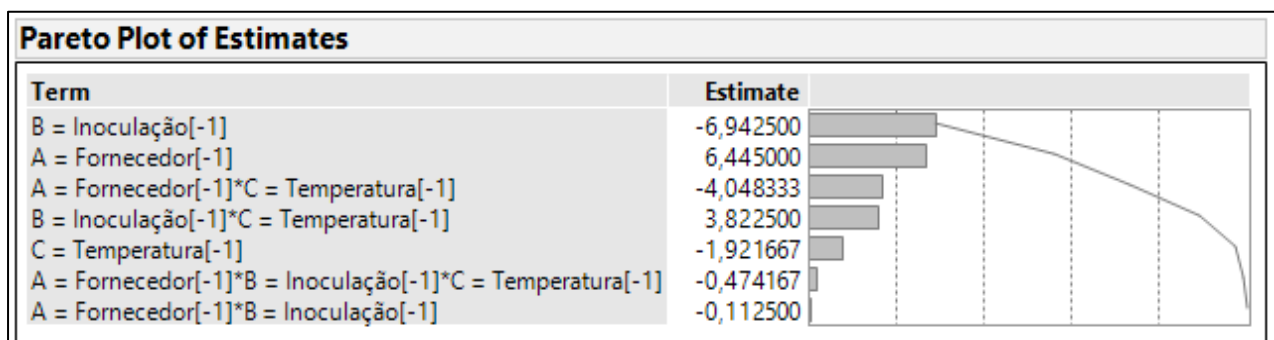 Pareto Plot of Estimates
Term Estimate
B = Inoculação[-1] -6,942500
A = Fornecedor[-1] 6,445000
A = Fornecedor[-1]*C = Temperatura[-1] -4,048333
B = Inoculação[-1]*C = Temperatura[-1] 3,822500
C = Temperatura[-1] -1,921667
A = Fornecedor[-1]*B = Inoculação[-1]*C = Temperatura[-1] -0,474167
A = Fornecedor[-1]*B = Inoculação[-1] -0,112500